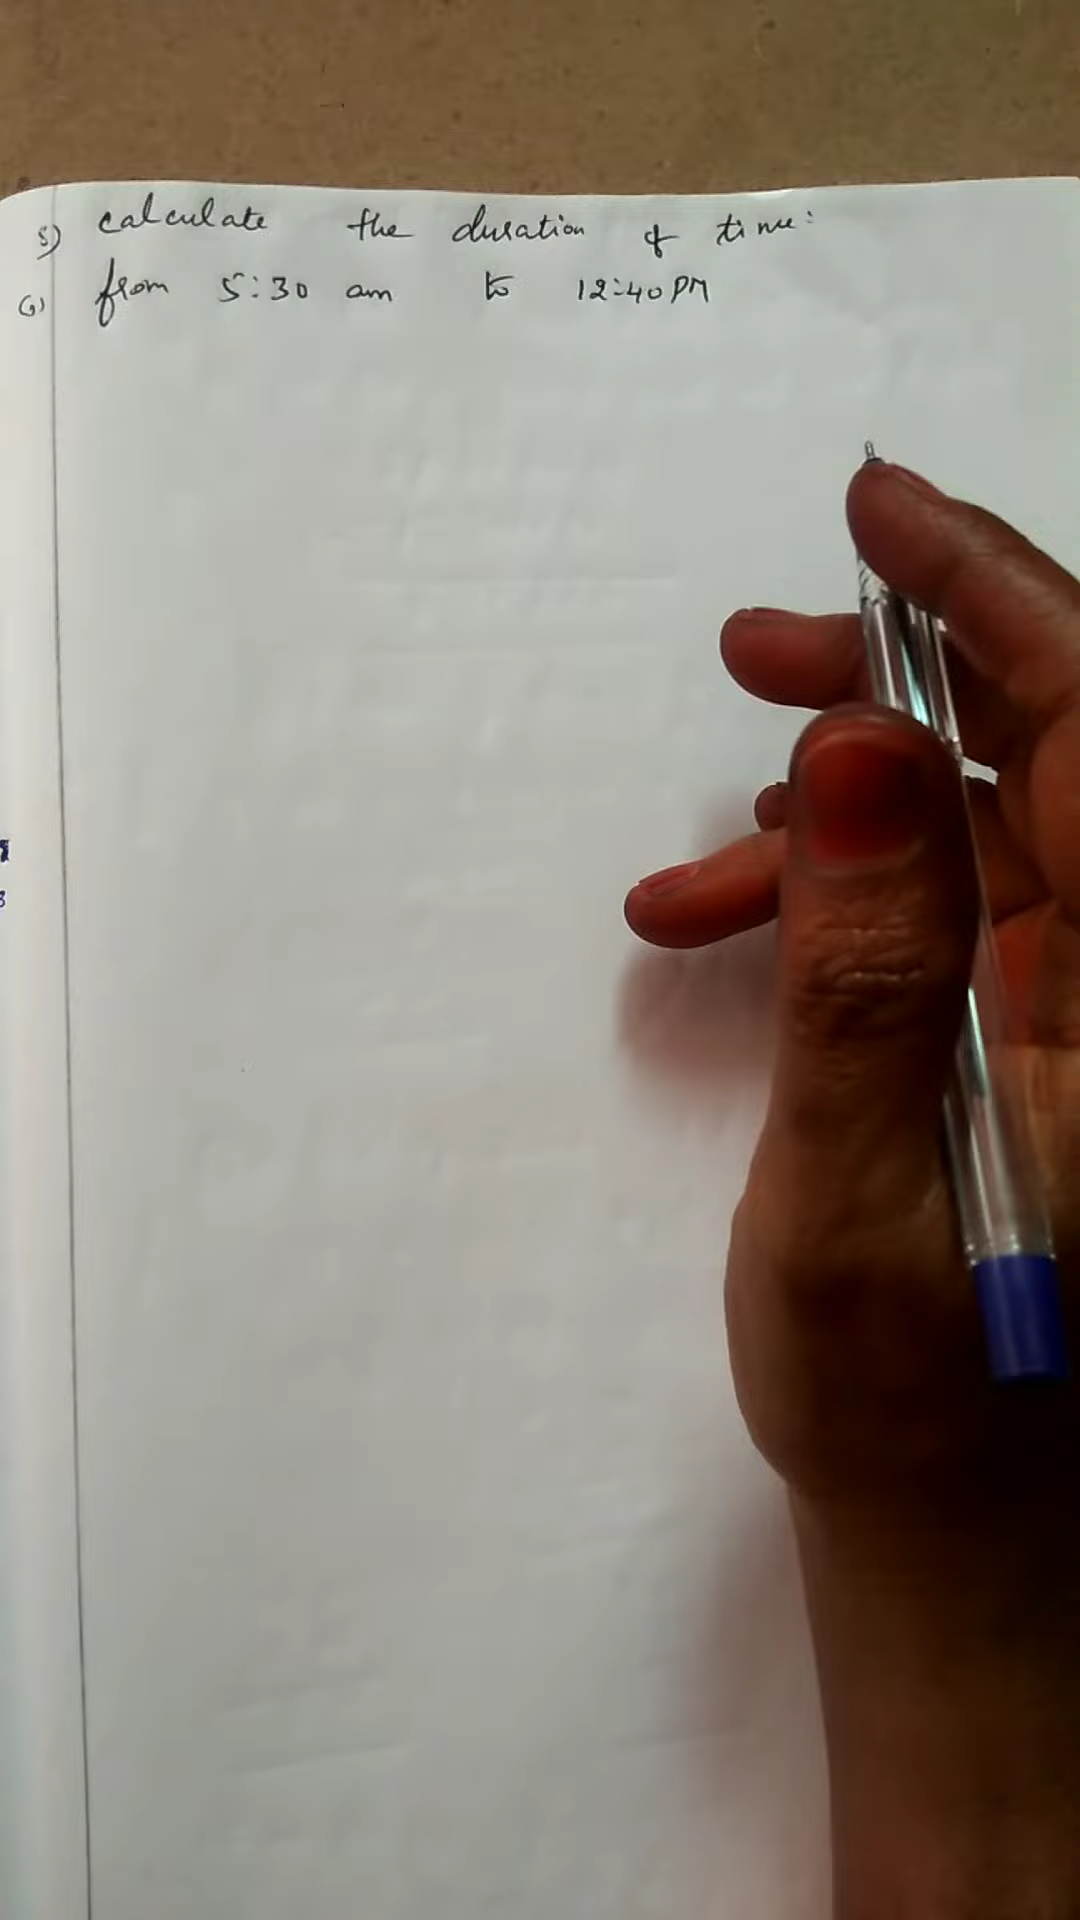 5) calculate the duration of time:
(a) from 5:30 am to 12:40 PM